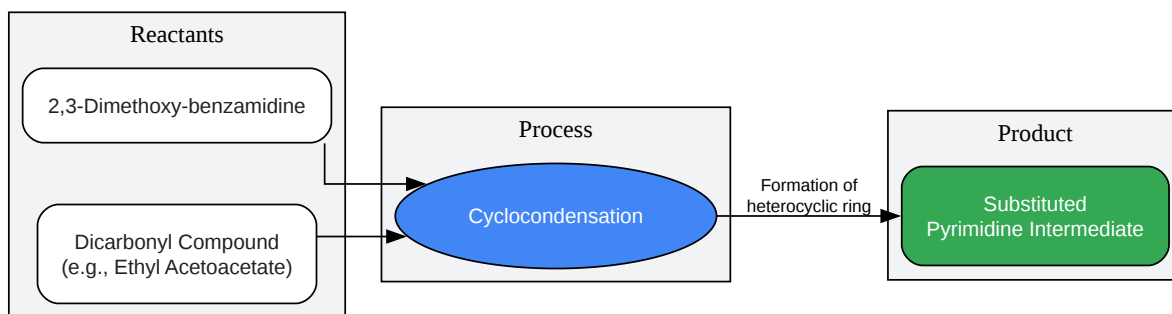 Reactants
2,3-Dimethoxy-benzamidine
Dicarbonyl Compound
(e.g., Ethyl Acetoacetate)
Process
Cyclocondensation
Formation of
heterocyclic ring
Product
Substituted
Pyrimidine Intermediate